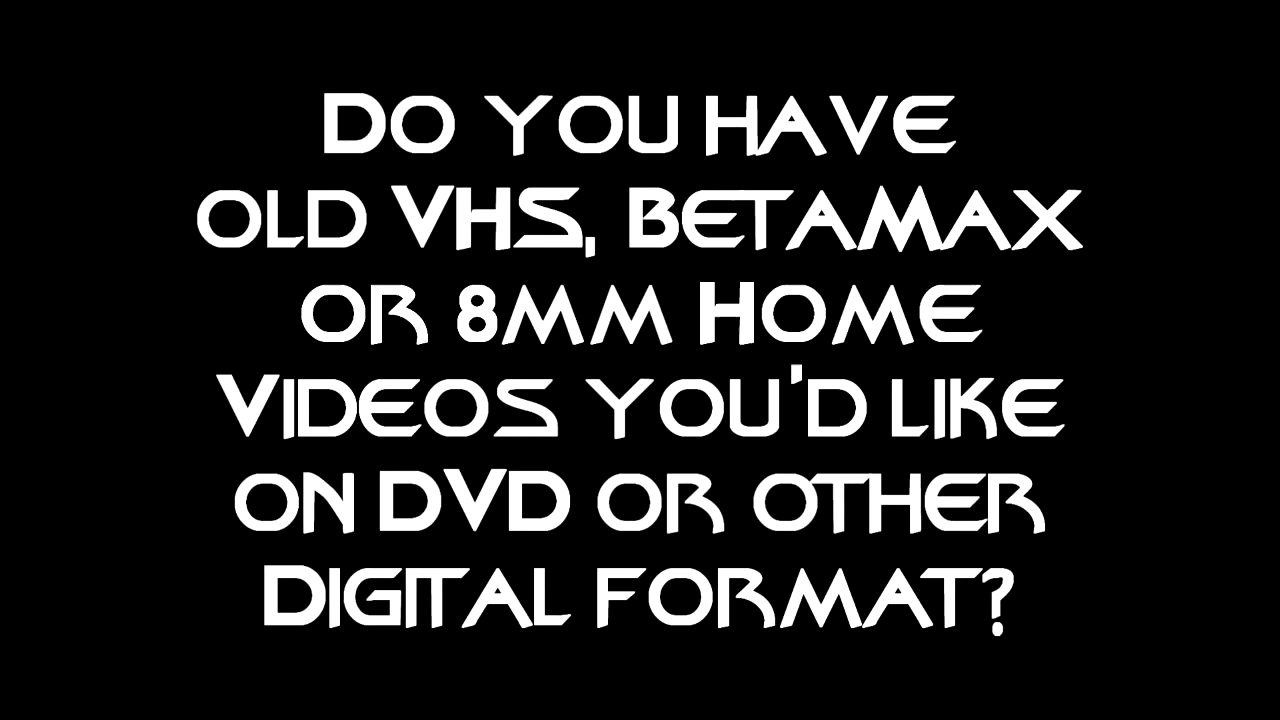 Do you have
old VHS, Betamax
or 8mm Home
Videos you'd like
on DVD or other
Digital format?